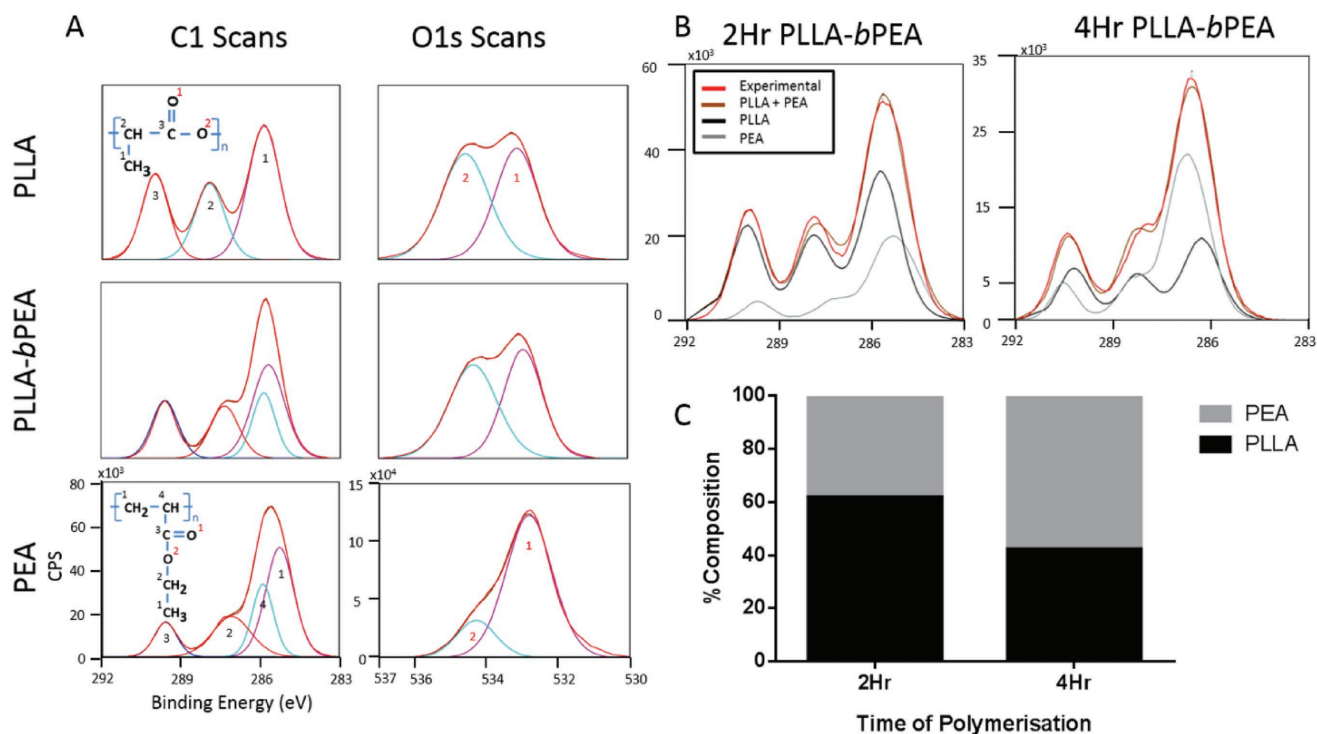 A
C1 Scans
O1s Scans
PLLA
O1
2 CH 3 C O2 n
1 CH3
3 2 1
2 1
PLLA-bPEA
PEA
x10³
80
60
40
20
0
CPS
1 CH2 4 CH n
3 C O 1
2 O
2 CH2
1 CH3
3 2 4 1
292 289 286 283
x10⁴
15
10
5
0
2 1
537 536 534 532 530
Binding Energy (eV)
B
2Hr PLLA-bPEA
x10³
60
40
20
0
Experimental
PLLA + PEA
PLLA
PEA
292 289 286 283
4Hr PLLA-bPEA
x10³
35
30
15
5
0
292 289 286 283
C
% Composition
100
80
60
40
20
0
2Hr 4Hr
Time of Polymerisation
PEA
PLLA